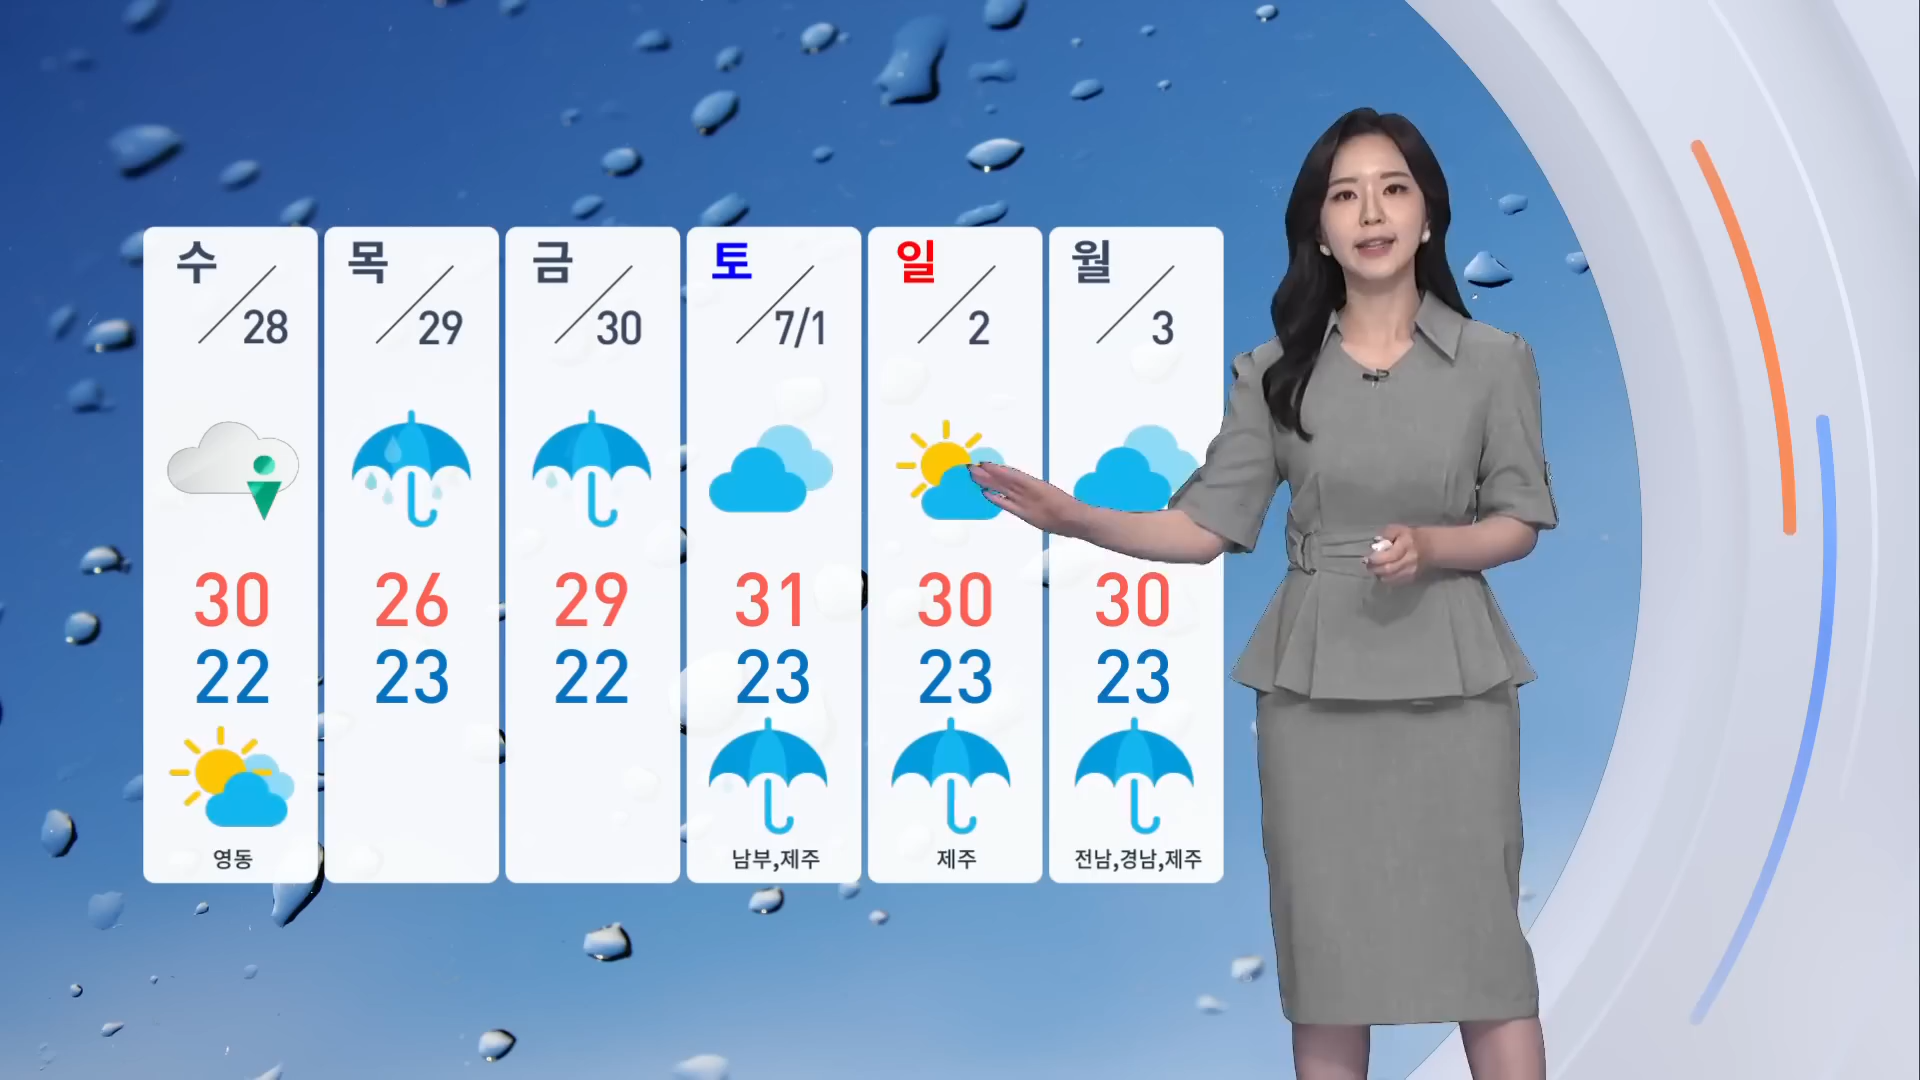 수 28
목 29
금 30
토 7/1
일 2
월 3
30 26 29 31 30 30
22 23 22 23 23 23
영동
남부,제주
제주
전남,경남,제주